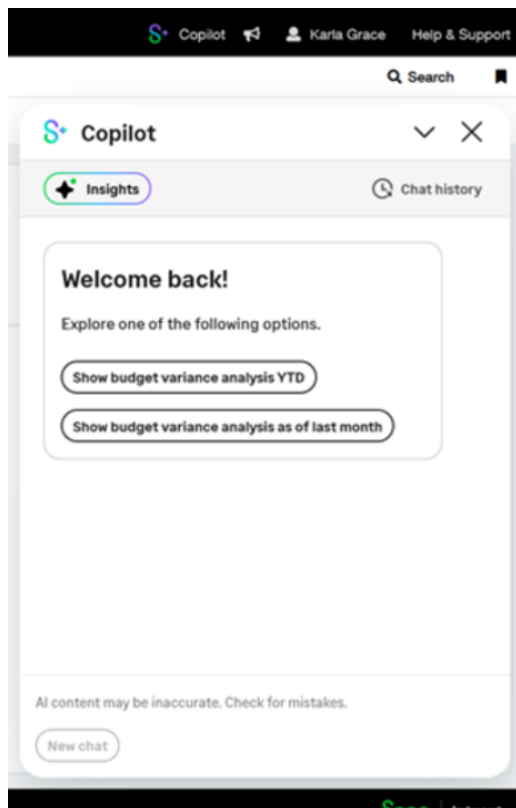 Copilot Karla Grace Help & Support
Search
Copilot
Insights Chat history
Welcome back!
Explore one of the following options.
Show budget variance analysis YTD
Show budget variance analysis as of last month
AI content may be inaccurate. Check for mistakes.
New chat